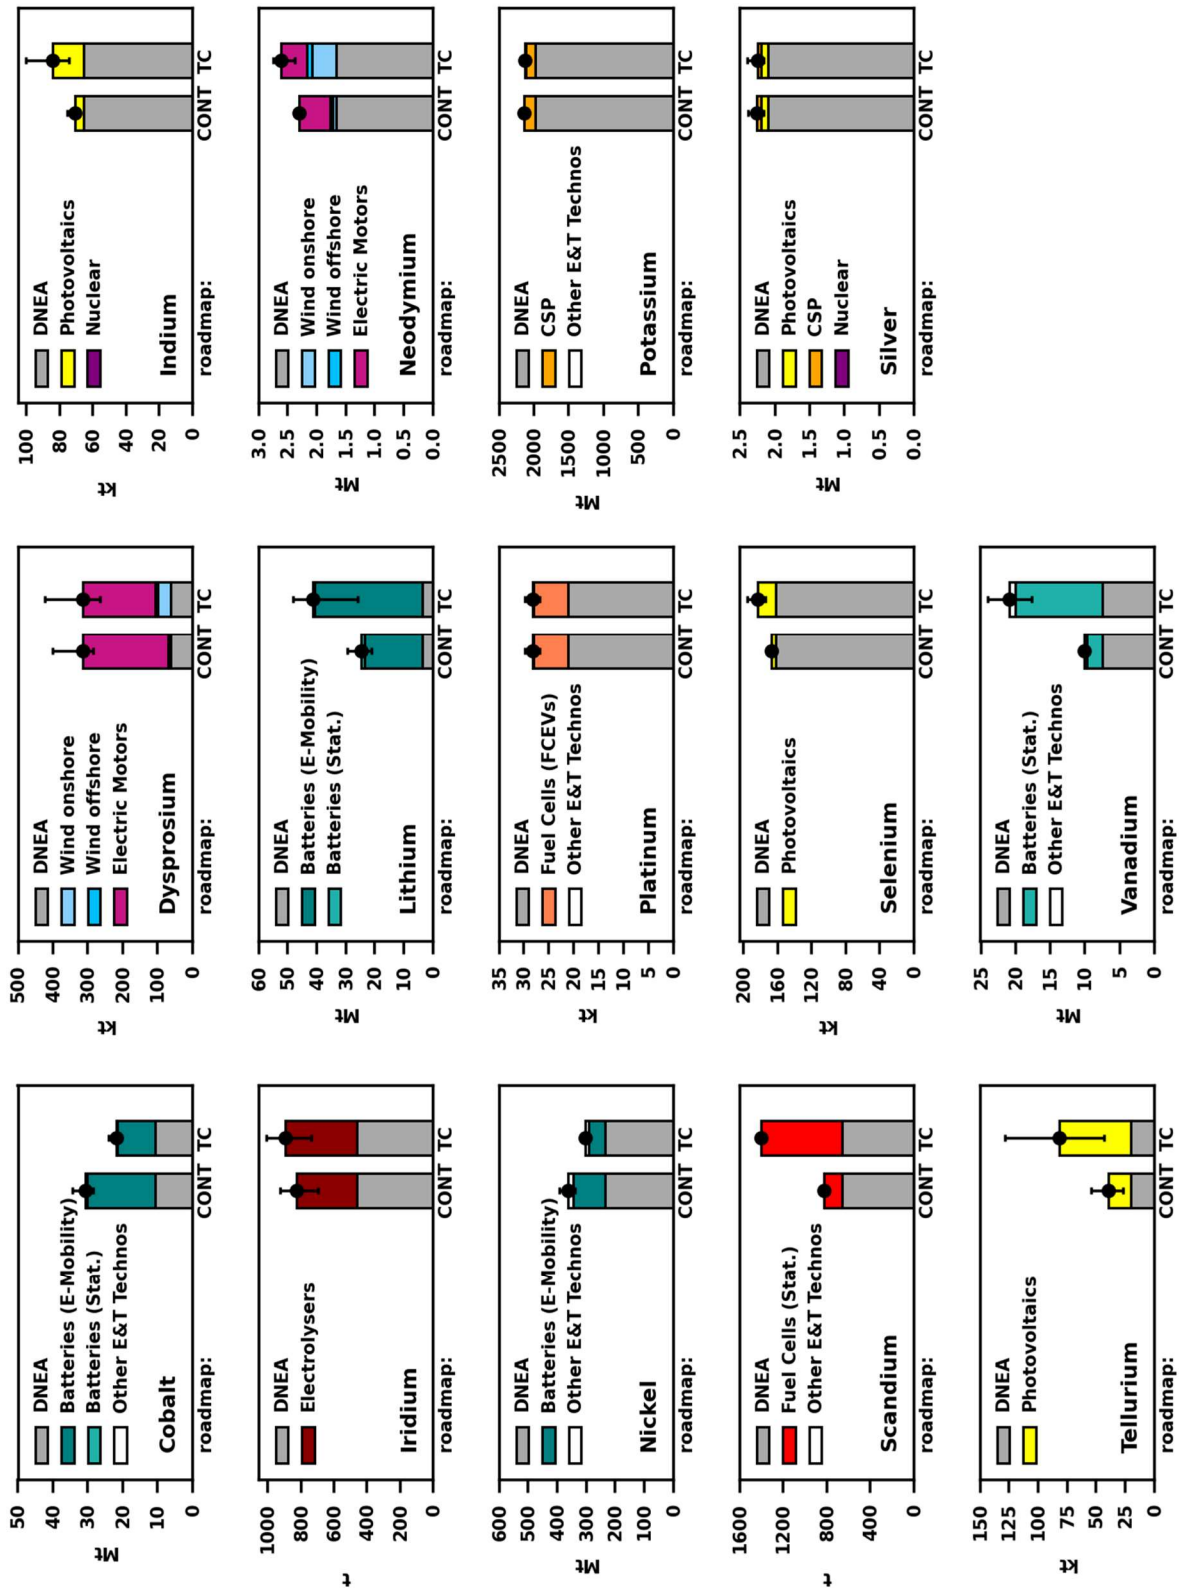 50
40
30
20
10
0
Mt
DNEA
Batteries (E-Mobility)
Batteries (Stat.)
Other E&T Technos
Cobalt
roadmap:
CONT TC
500
400
300
200
100
0
kt
DNEA
Wind onshore
Wind offshore
Electric Motors
Dysprosium
roadmap:
CONT TC
100
80
60
40
20
0
kt
DNEA
Photovoltaics
Nuclear
Indium
roadmap:
CONT TC
1000
800
600
400
200
0
t
DNEA
Electrolysers
Iridium
roadmap:
CONT TC
60
50
40
30
20
10
0
Mt
DNEA
Batteries (E-Mobility)
Batteries (Stat.)
Lithium
roadmap:
CONT TC
3.0
2.5
2.0
1.5
1.0
0.5
0.0
Mt
DNEA
Wind onshore
Wind offshore
Electric Motors
Neodymium
roadmap:
CONT TC
600
500
400
300
200
100
0
Mt
DNEA
Batteries (E-Mobility)
Other E&T Technos
Nickel
roadmap:
CONT TC
35
30
25
20
15
10
5
0
kt
DNEA
Fuel Cells (FCEVs)
Other E&T Technos
Platinum
roadmap:
CONT TC
2500
2000
1500
1000
500
0
Mt
DNEA
CSP
Other E&T Technos
Potassium
roadmap:
CONT TC
1600
1200
800
400
0
t
DNEA
Fuel Cells (Stat.)
Other E&T Technos
Scandium
roadmap:
CONT TC
200
160
120
80
40
0
kt
DNEA
Photovoltaics
Selenium
roadmap:
CONT TC
2.5
2.0
1.5
1.0
0.5
0.0
Mt
DNEA
Photovoltaics
CSP
Nuclear
Silver
roadmap:
CONT TC
150
125
100
75
50
25
0
kt
DNEA
Photovoltaics
Tellurium
roadmap:
CONT TC
25
20
15
10
5
0
Mt
DNEA
Batteries (Stat.)
Other E&T Technos
Vanadium
roadmap:
CONT TC